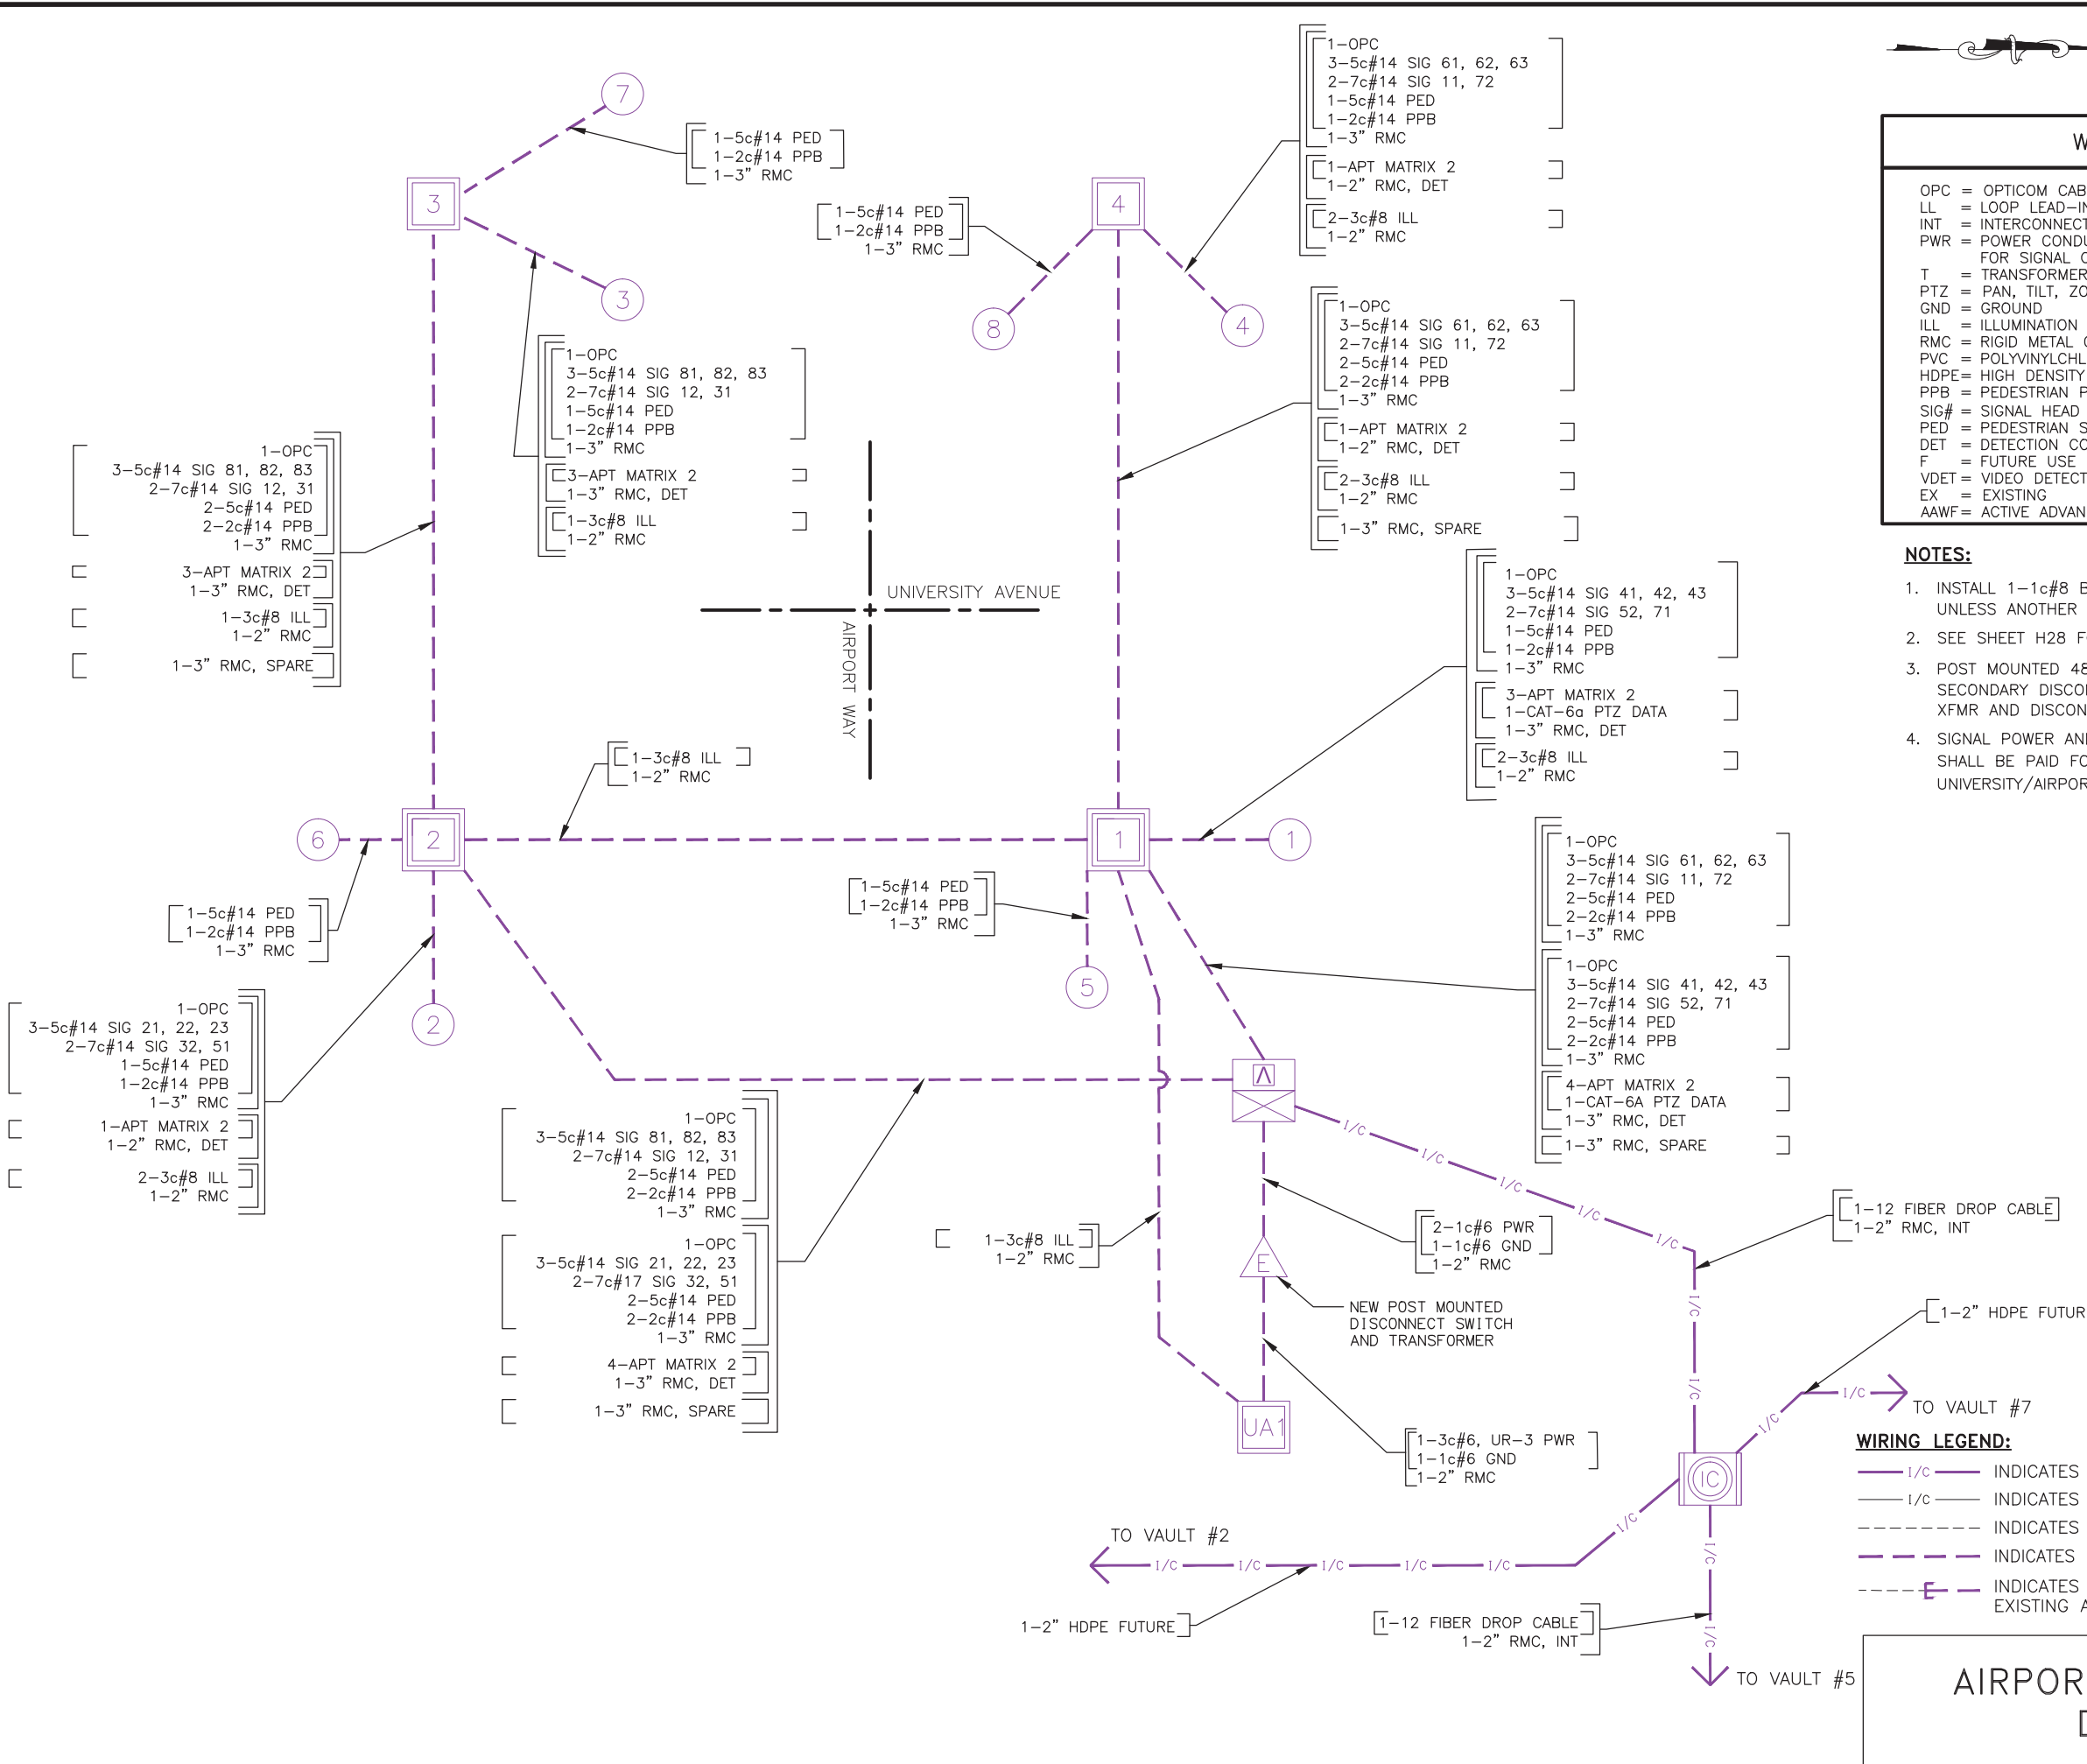 1-OPC
3-5c#14 SIG 61, 62, 63
2-7c#14 SIG 11, 72
1-5c#14 PED
1-2c#14 PPB
1-3" RMC
1-APT MATRIX 2
1-2" RMC, DET
2-3c#8 ILL
1-2" RMC
7
1-5c#14 PED
1-2c#14 PPB
1-3" RMC
3
4
1-5c#14 PED
1-2c#14 PPB
1-3" RMC
3
8
4
1-OPC
3-5c#14 SIG 61, 62, 63
2-7c#14 SIG 11, 72
2-5c#14 PED
2-2c#14 PPB
1-3" RMC
1-APT MATRIX 2
1-2" RMC, DET
2-3c#8 ILL
1-2" RMC
1-3" RMC, SPARE
1-OPC
3-5c#14 SIG 81, 82, 83
2-7c#14 SIG 12, 31
1-5c#14 PED
1-2c#14 PPB
1-3" RMC
3-APT MATRIX 2
1-3" RMC, DET
1-3c#8 ILL
1-2" RMC
1-OPC
3-5c#14 SIG 81, 82, 83
2-7c#14 SIG 12, 31
2-5c#14 PED
2-2c#14 PPB
1-3" RMC
3-APT MATRIX 2
1-3" RMC, DET
1-3c#8 ILL
1-2" RMC
1-3" RMC, SPARE
UNIVERSITY AVENUE
AIRPORT WAY
1-OPC
3-5c#14 SIG 41, 42, 43
2-7c#14 SIG 52, 71
1-5c#14 PED
1-2c#14 PPB
1-3" RMC
3-APT MATRIX 2
1-CAT-6a PTZ DATA
1-3" RMC, DET
2-3c#8 ILL
1-2" RMC
1-3c#8 ILL
1-2" RMC
6
2
1
1
1-5c#14 PED
1-2c#14 PPB
1-3" RMC
1-5c#14 PED
1-2c#14 PPB
1-3" RMC
5
2
1-OPC
3-5c#14 SIG 61, 62, 63
2-7c#14 SIG 11, 72
2-5c#14 PED
2-2c#14 PPB
1-3" RMC
1-OPC
3-5c#14 SIG 41, 42, 43
2-7c#14 SIG 52, 71
2-5c#14 PED
2-2c#14 PPB
1-3" RMC
4-APT MATRIX 2
1-CAT-6A PTZ DATA
1-3" RMC, DET
1-3" RMC, SPARE
1-OPC
3-5c#14 SIG 21, 22, 23
2-7c#14 SIG 32, 51
1-5c#14 PED
1-2c#14 PPB
1-3" RMC
1-APT MATRIX 2
1-2" RMC, DET
2-3c#8 ILL
1-2" RMC
1-OPC
3-5c#14 SIG 81, 82, 83
2-7c#14 SIG 12, 31
2-5c#14 PED
2-2c#14 PPB
1-3" RMC
1-OPC
3-5c#14 SIG 21, 22, 23
2-7c#17 SIG 32, 51
2-5c#14 PED
2-2c#14 PPB
1-3" RMC
4-APT MATRIX 2
1-3" RMC, DET
1-3" RMC, SPARE
1-3c#8 ILL
1-2" RMC
I/C
I/C
I/C
I/C
I/C
2-1c#6 PWR
1-1c#6 GND
1-2" RMC
E
NEW POST MOUNTED
DISCONNECT SWITCH
AND TRANSFORMER
1-12 FIBER DROP CABLE
1-2" RMC, INT
I/C
I/C
1-2" HDPE FUTUR
I/C
I/C
TO VAULT #7
UA1
1-3c#6, UR-3 PWR
1-1c#6 GND
1-2" RMC
IC
I/C
I/C
I/C
TO VAULT #2
I/C
I/C
I/C
I/C
I/C
1-2" HDPE FUTURE
1-12 FIBER DROP CABLE
1-2" RMC, INT
TO VAULT #5
W
OPC = OPTICOM CAB
LL = LOOP LEAD-IN
INT = INTERCONNECT
PWR = POWER CONDU
FOR SIGNAL C
T = TRANSFORMER
PTZ = PAN, TILT, ZO
GND = GROUND
ILL = ILLUMINATION
RMC = RIGID METAL C
PVC = POLYVINYLCHL
HDPE= HIGH DENSITY
PPB = PEDESTRIAN P
SIG# = SIGNAL HEAD
PED = PEDESTRIAN S
DET = DETECTION CO
F = FUTURE USE
VDET= VIDEO DETECT
EX = EXISTING
AAWF= ACTIVE ADVAN
NOTES:
1. INSTALL 1-1c#8 B
UNLESS ANOTHER
2. SEE SHEET H28 F
3. POST MOUNTED 48
SECONDARY DISCO
XFMR AND DISCON
4. SIGNAL POWER AN
SHALL BE PAID FO
UNIVERSITY/AIRPOR
WIRING LEGEND:
I/C INDICATES
I/C INDICATES
INDICATES
INDICATES
E INDICATES
EXISTING A
AIRPOR